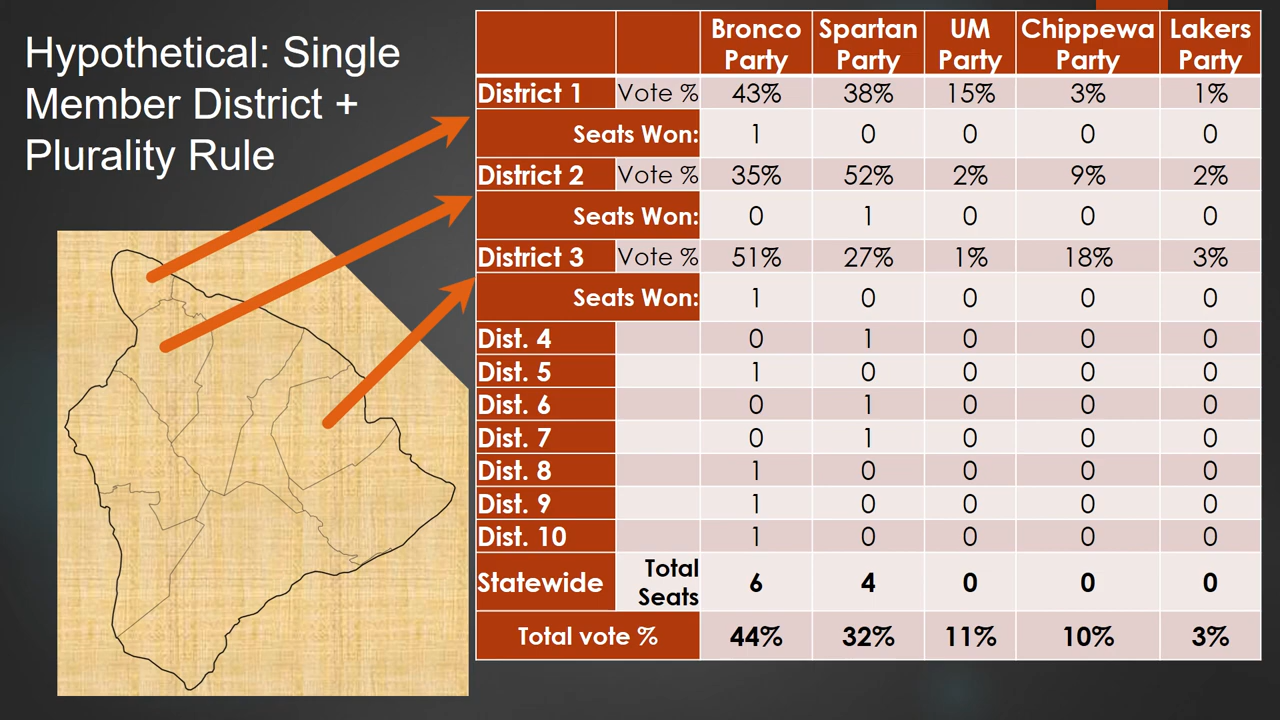 Hypothetical: Single
Member District +
Plurality Rule
Bronco Party Spartan Party UM Party Chippewa Party Lakers Party
District 1 Vote % 43% 38% 15% 3% 1%
Seats Won: 1 0 0 0 0
District 2 Vote % 35% 52% 2% 9% 2%
Seats Won: 0 1 0 0 0
District 3 Vote % 51% 27% 1% 18% 3%
Seats Won: 1 0 0 0 0
Dist. 4 0 1 0 0 0
Dist. 5 1 0 0 0 0
Dist. 6 0 1 0 0 0
Dist. 7 0 1 0 0 0
Dist. 8 1 0 0 0 0
Dist. 9 1 0 0 0 0
Dist. 10 1 0 0 0 0
Statewide Total Seats 6 4 0 0 0
Total vote % 44% 32% 11% 10% 3%